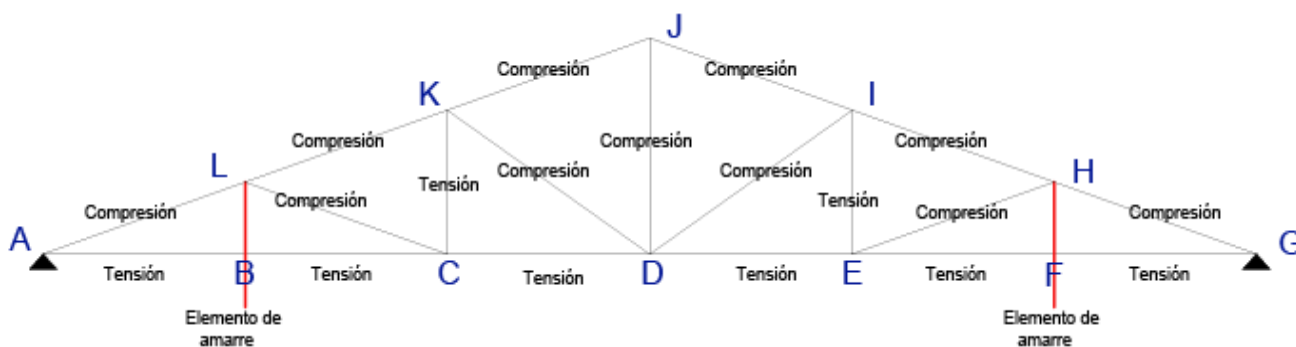 J
Compresión Compresión
K I
Compresión Compresión Compresión
L Compresión Compresión H
Compresión Compresión Tensión Tensión Compresión Compresión
A G
Tensión B Tensión C Tensión D Tensión E Tensión F Tensión
Elemento de amarre Elemento de amarre